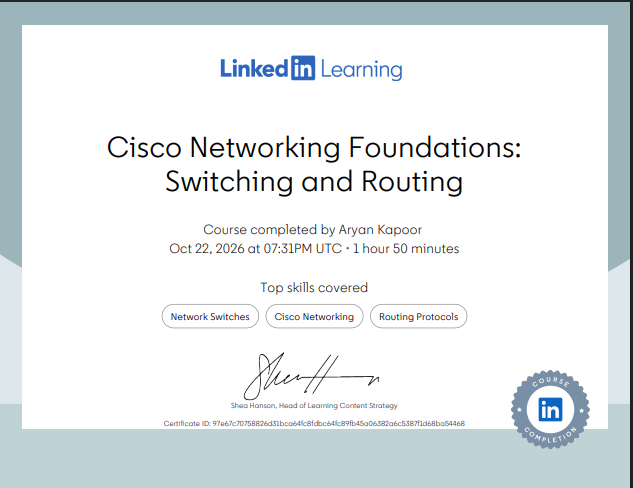 Linked in Learning
Cisco Networking Foundations:
Switching and Routing
Course completed by Aryan Kapoor
Oct 22, 2026 at 07:31PM UTC • 1 hour 50 minutes
Top skills covered
Network Switches Cisco Networking Routing Protocols
Shea Hanson, Head of Learning Content Strategy
Certificate ID: 97e67c70758826d31bca64fc8fdbc64fc89fb45a06382a6c5387f1d68ba54468
COURSE
in
COMPLETION